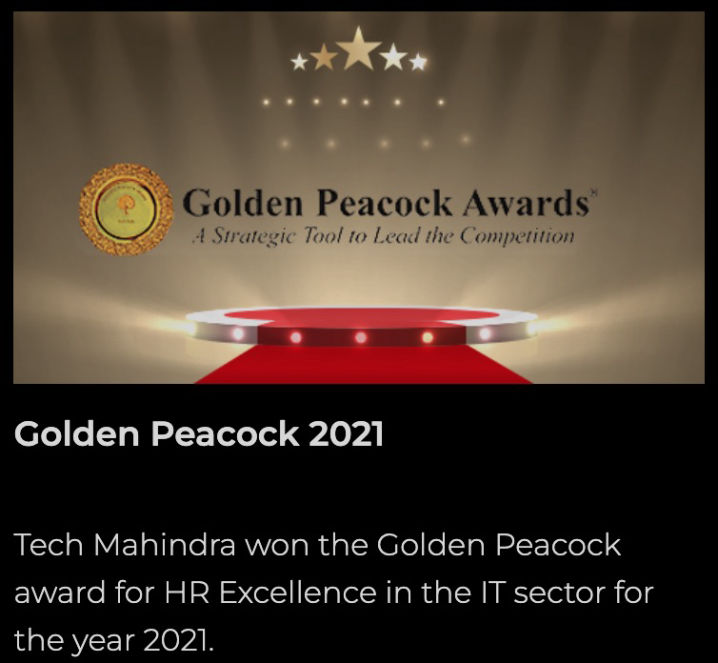 Golden Peacock Awards®
A Strategic Tool to Lead the Competition
Golden Peacock 2021
Tech Mahindra won the Golden Peacock
award for HR Excellence in the IT sector for
the year 2021.